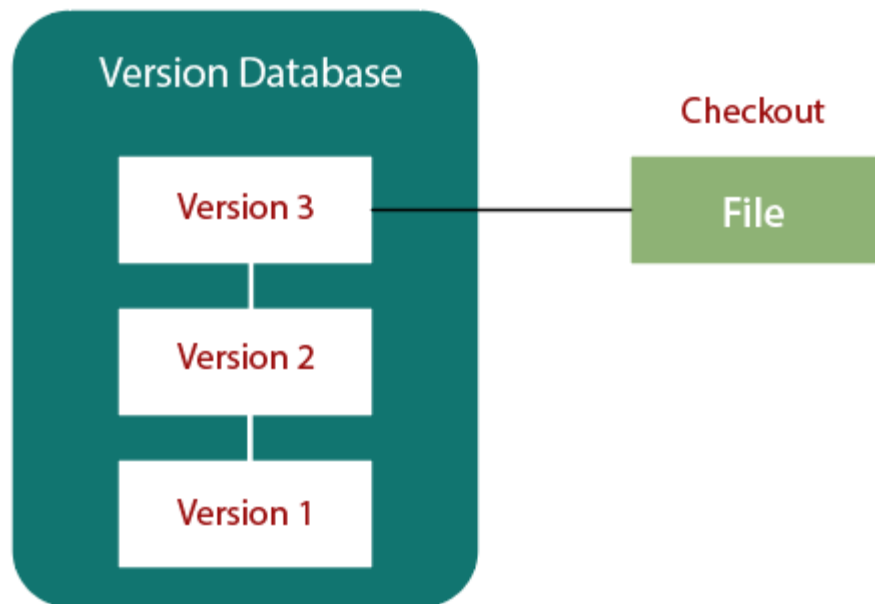 Version Database
Checkout
Version 3
File
Version 2
Version 1